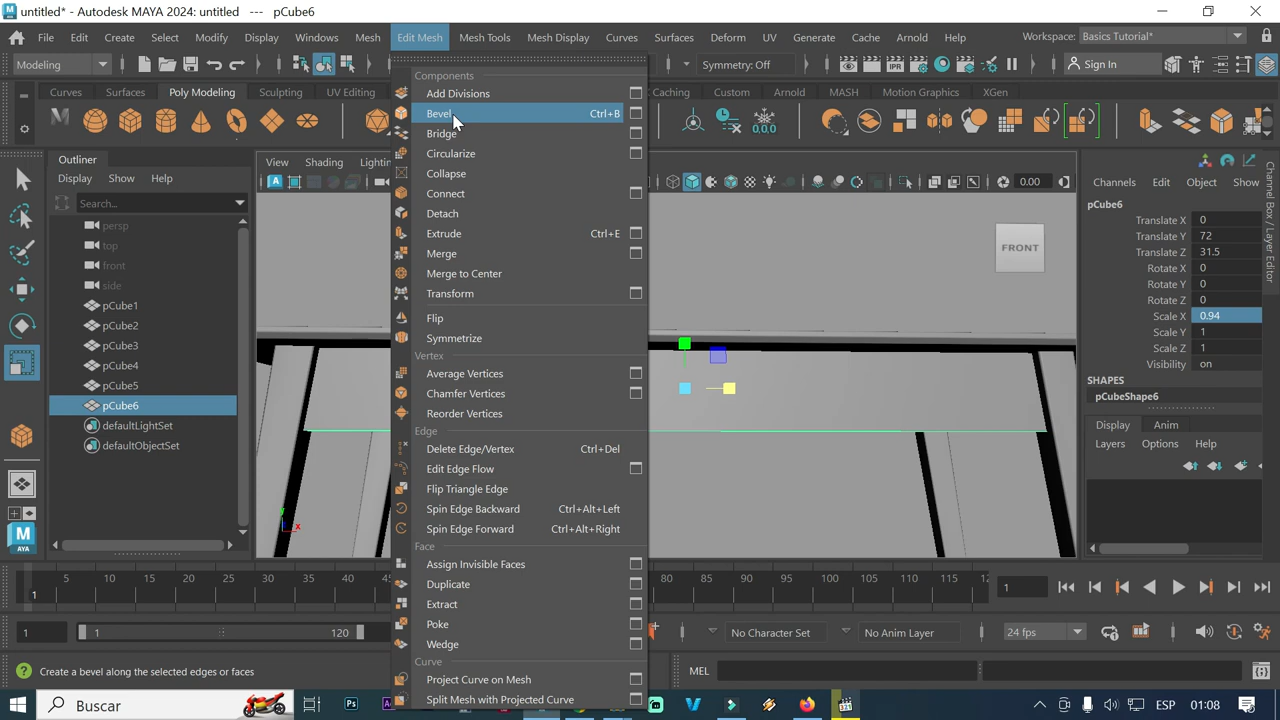 untitled* - Autodesk MAYA 2024: untitled --- pCube6
File Edit Create Select Modify Display Windows Mesh Edit Mesh Mesh Tools Mesh Display Curves Surfaces Deform UV Generate Cache Arnold Help Workspace: Basics Tutorial*
Modeling Symmetry: Off Sign In
Curves Surfaces Poly Modeling Sculpting UV Editing Caching Custom Arnold MASH Motion Graphics XGen
Outliner
Display Show Help
Search...
persp
top
front
side
pCube1
pCube2
pCube3
pCube4
pCube5
pCube6
defaultLightSet
defaultObjectSet
View Shading Lighting
0.00
FRONT
Components
Add Divisions
Bevel Ctrl+B
Bridge
Circularize
Collapse
Connect
Detach
Extrude Ctrl+E
Merge
Merge to Center
Transform
Flip
Symmetrize
Vertex
Average Vertices
Chamfer Vertices
Reorder Vertices
Edge
Delete Edge/Vertex Ctrl+Del
Edit Edge Flow
Flip Triangle Edge
Spin Edge Backward Ctrl+Alt+Left
Spin Edge Forward Ctrl+Alt+Right
Face
Assign Invisible Faces
Duplicate
Extract
Poke
Wedge
Curve
Project Curve on Mesh
Split Mesh with Projected Curve
Channels Edit Object Show
pCube6
Translate X 0
Translate Y 72
Translate Z 31.5
Rotate X 0
Rotate Y 0
Rotate Z 0
Scale X 0.94
Scale Y 1
Scale Z 1
Visibility on
SHAPES
pCubeShape6
Display Anim
Layers Options Help
Channel Box / Layer Editor
y x
5 10 15 20 25 30 35 40 45 80 85 90 95 100 105 110 115 12
1
1
1 1 120 No Character Set No Anim Layer 24 fps
Create a bevel along the selected edges or faces
MEL
Buscar
Ps
ESP 01:08